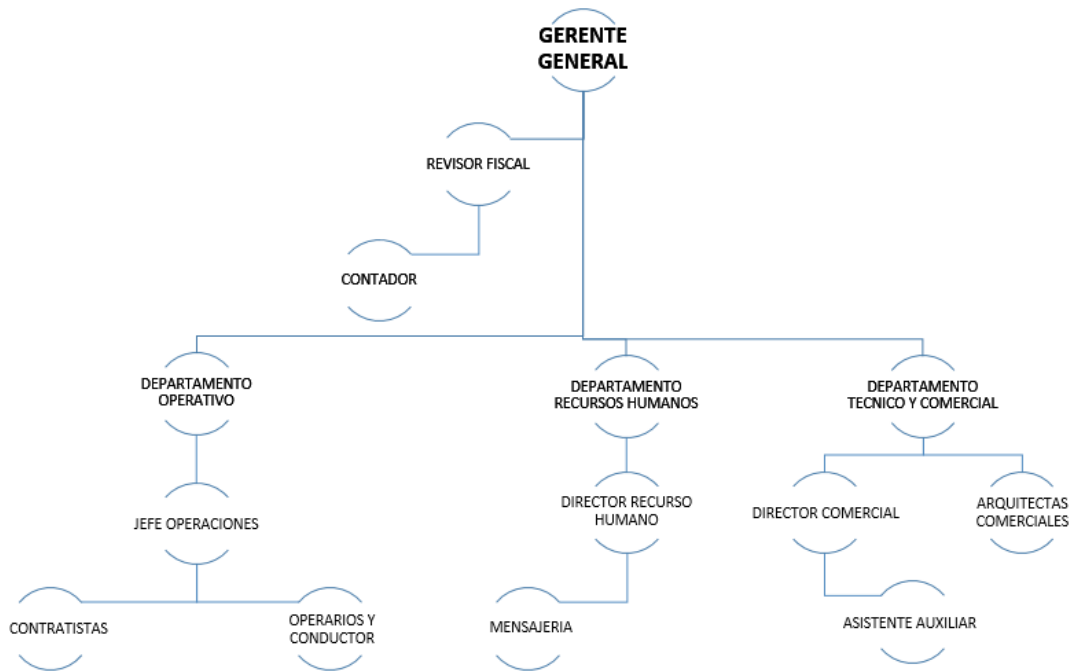 GERENTE
GENERAL
REVISOR FISCAL
CONTADOR
DEPARTAMENTO
OPERATIVO
DEPARTAMENTO
RECURSOS HUMANOS
DEPARTAMENTO
TECNICO Y COMERCIAL
JEFE OPERACIONES
DIRECTOR RECURSO
HUMANO
DIRECTOR COMERCIAL
ARQUITECTAS
COMERCIALES
CONTRATISTAS
OPERARIOS Y
CONDUCTOR
MENSAJERIA
ASISTENTE AUXILIAR